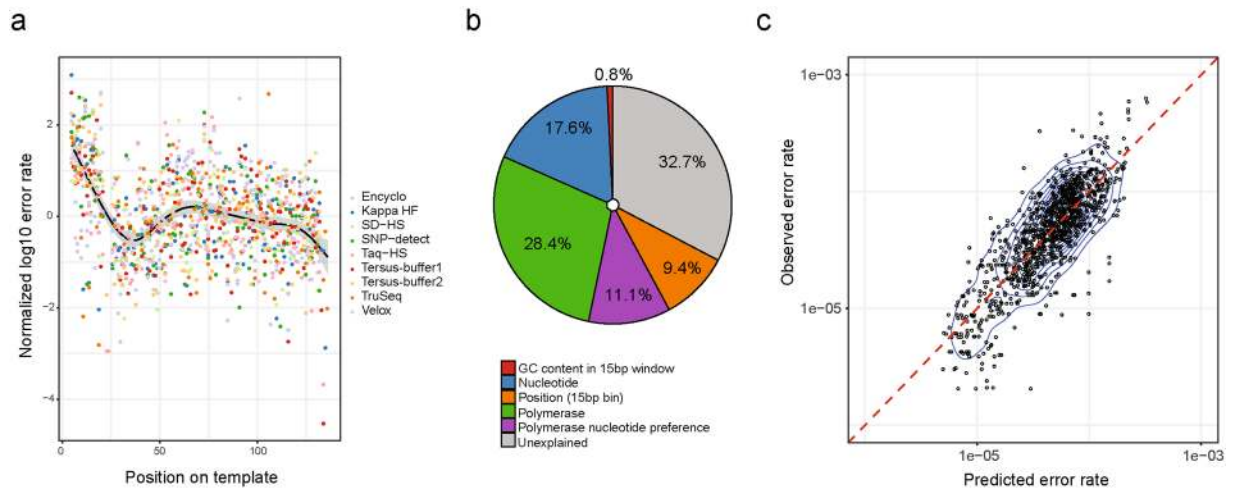 a
Normalized log10 error rate
2
0
−2
−4
0
50
100
Position on template
Encyclo
Kappa HF
SD−HS
SNP−detect
Taq−HS
Tersus−buffer1
Tersus−buffer2
TruSeq
Velox
b
0.8%
17.6%
32.7%
28.4%
9.4%
11.1%
GC content in 15bp window
Nucleotide
Position (15bp bin)
Polymerase
Polymerase nucleotide preference
Unexplained
c
Observed error rate
1e−03
1e−05
1e−05
1e−03
Predicted error rate